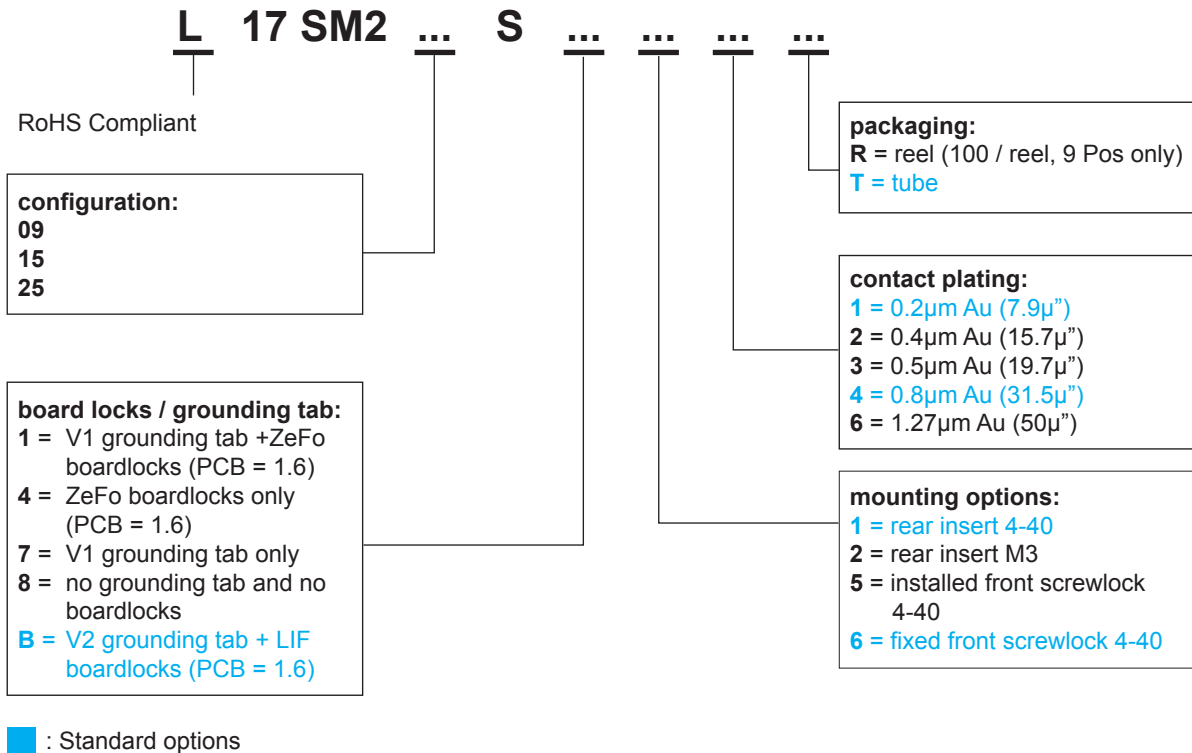 L 17 SM2 ... S ... ... ... ...
RoHS Compliant
configuration:
09
15
25
board locks / grounding tab:
1 = V1 grounding tab +ZeFo
boardlocks (PCB = 1.6)
4 = ZeFo boardlocks only
(PCB = 1.6)
7 = V1 grounding tab only
8 = no grounding tab and no
boardlocks
B = V2 grounding tab + LIF
boardlocks (PCB = 1.6)
packaging:
R = reel (100 / reel, 9 Pos only)
T = tube
contact plating:
1 = 0.2µm Au (7.9µ”)
2 = 0.4µm Au (15.7µ”)
3 = 0.5µm Au (19.7µ”)
4 = 0.8µm Au (31.5µ”)
6 = 1.27µm Au (50µ”)
mounting options:
1 = rear insert 4-40
2 = rear insert M3
5 = installed front screwlock
4-40
6 = fixed front screwlock 4-40
: Standard options